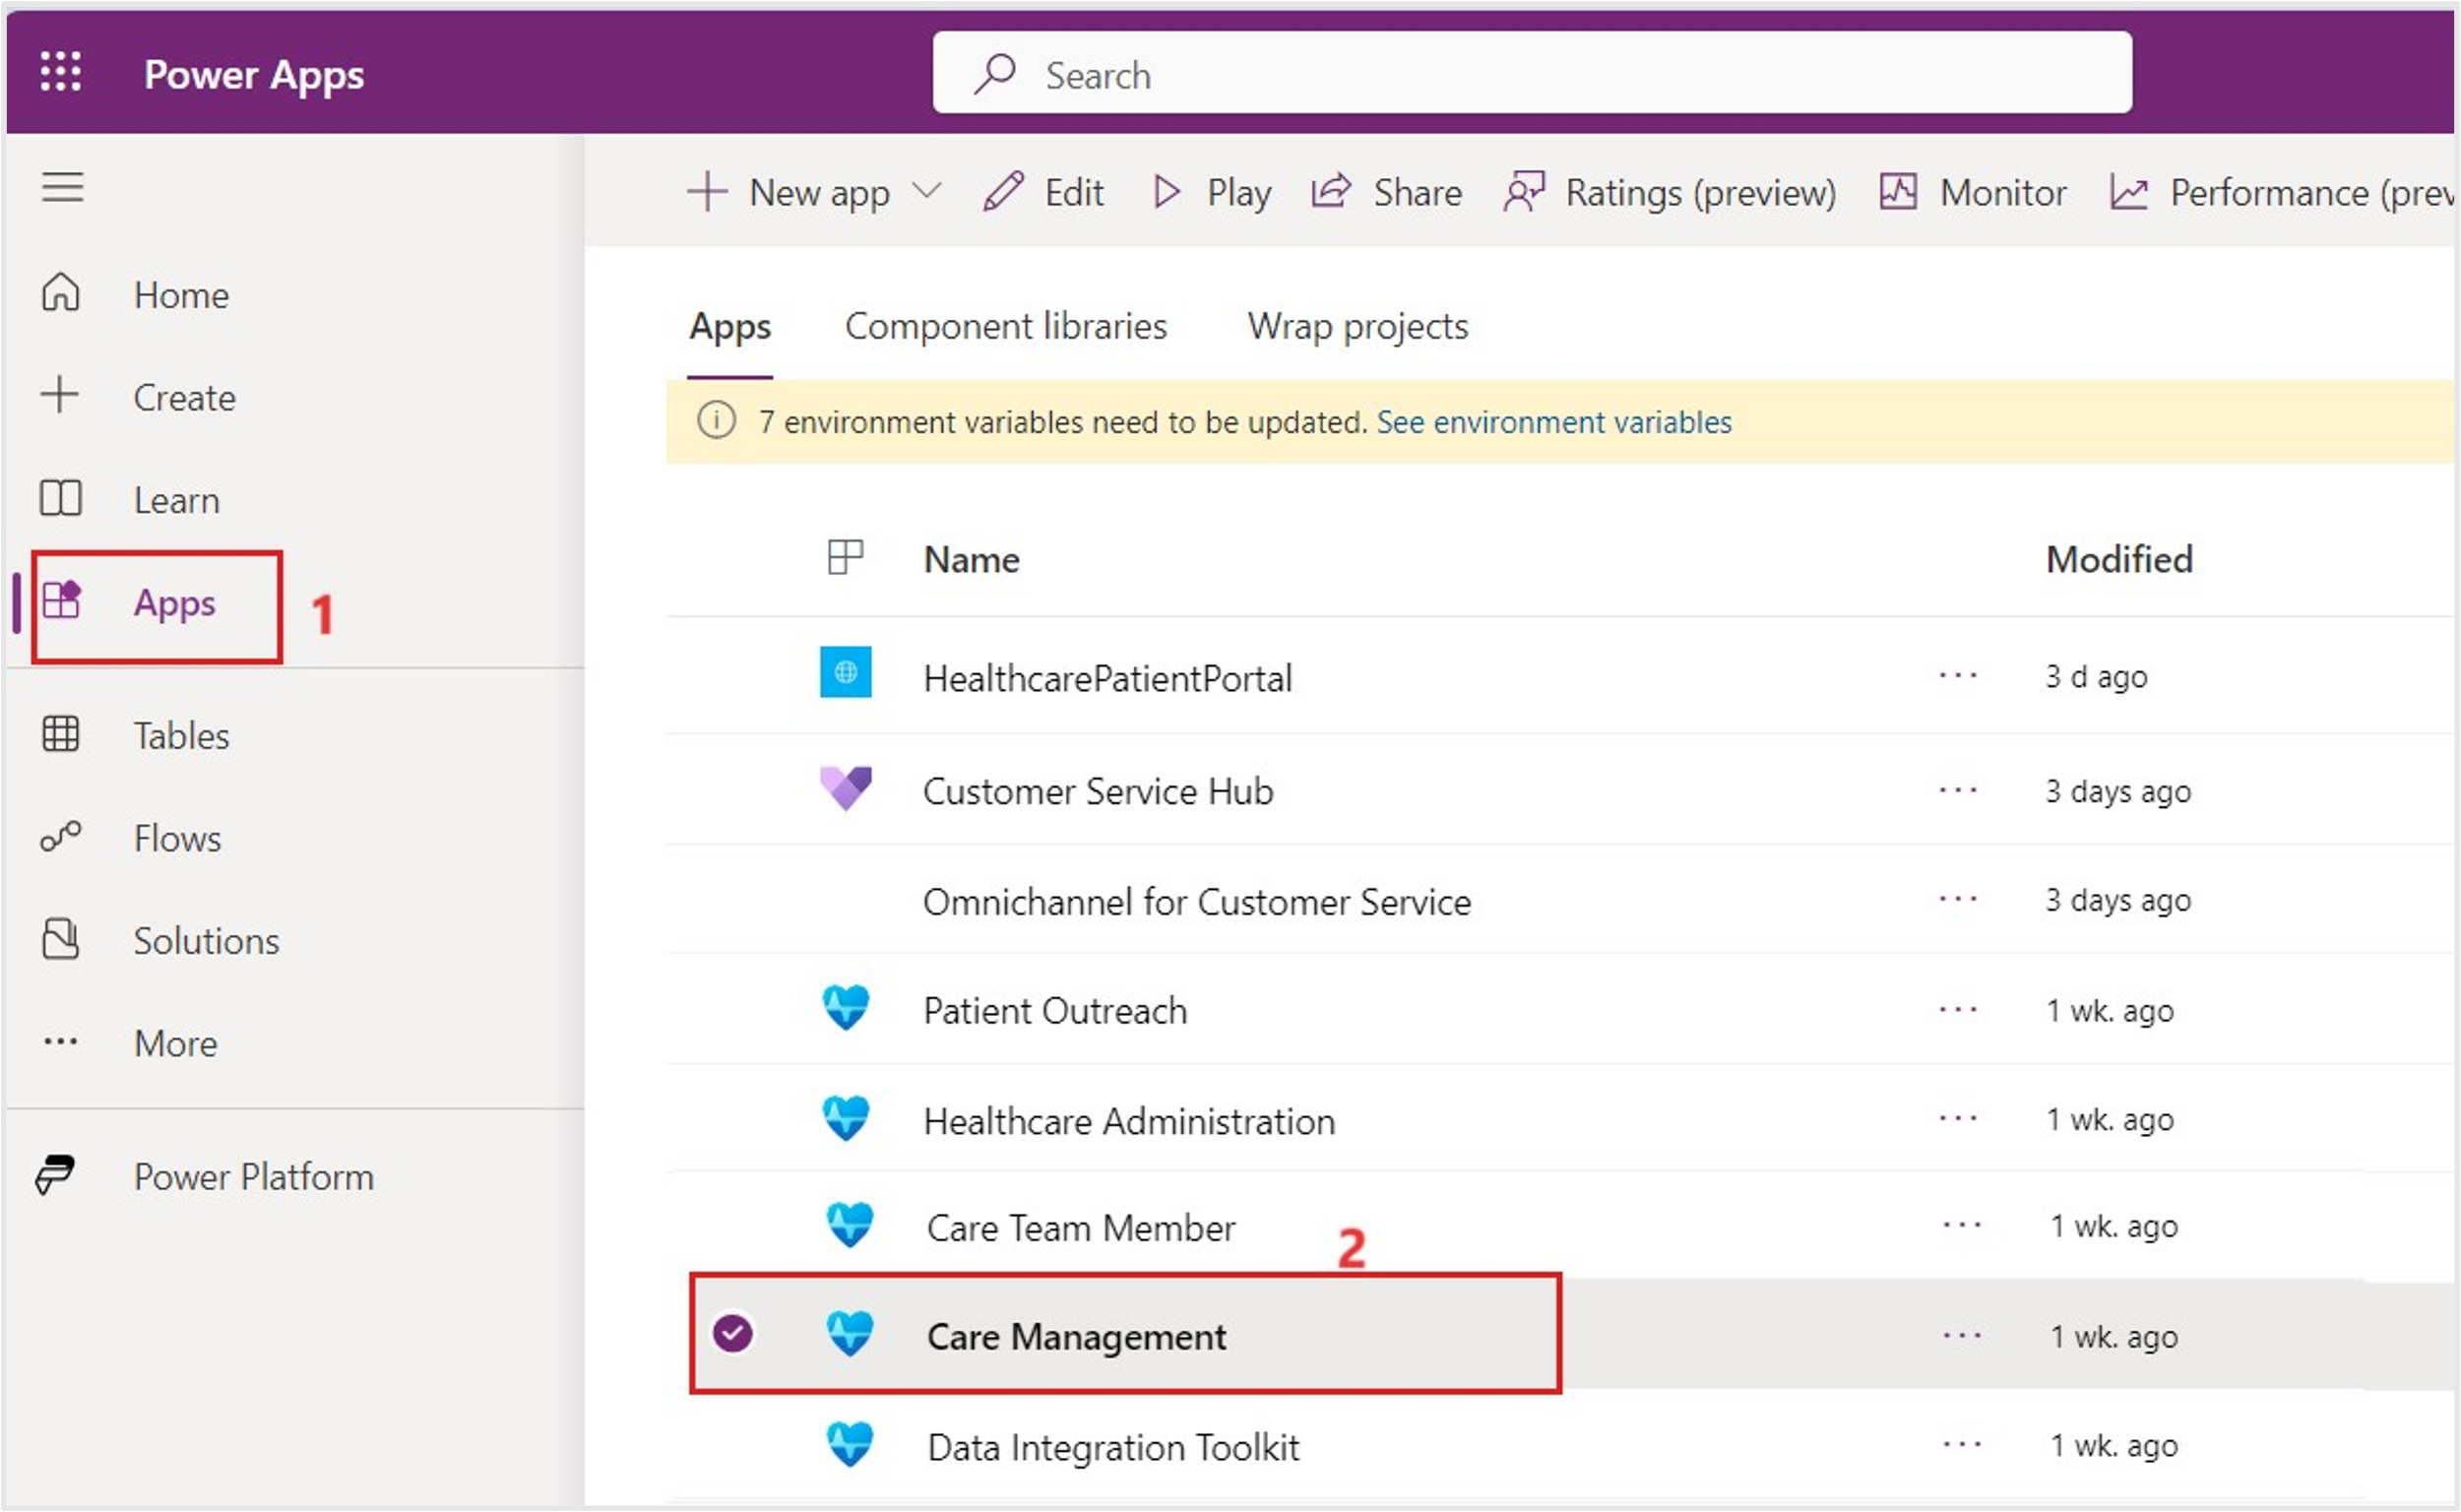 Power Apps
Search
New app
Edit
Play
Share
Ratings (preview)
Monitor
Performance (prev
Home
Create
Learn
Apps
1
Tables
Flows
Solutions
More
Power Platform
Apps
Component libraries
Wrap projects
7 environment variables need to be updated. See environment variables
Name
Modified
HealthcarePatientPortal
... 3 d ago
Customer Service Hub
... 3 days ago
Omnichannel for Customer Service
... 3 days ago
Patient Outreach
... 1 wk. ago
Healthcare Administration
... 1 wk. ago
Care Team Member
... 1 wk. ago
2
Care Management
... 1 wk. ago
Data Integration Toolkit
... 1 wk. ago